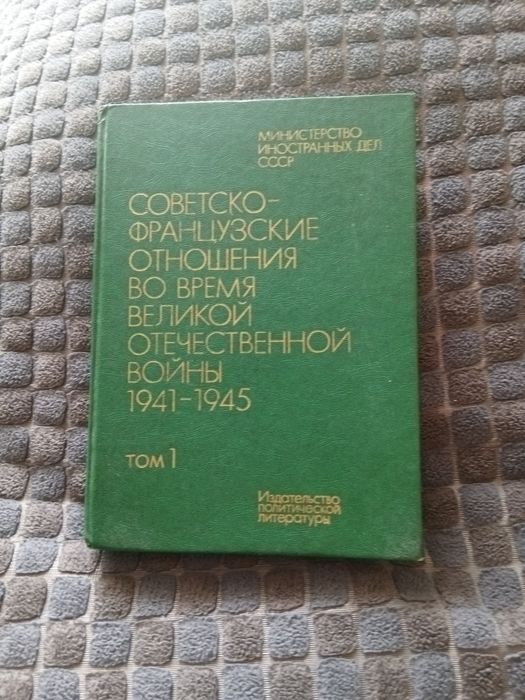 МИНИСТЕРСТВО
ИНОСТРАННЫХ ДЕЛ
СССР
СОВЕТСКО-
ФРАНЦУЗСКИЕ
ОТНОШЕНИЯ
ВО ВРЕМЯ
ВЕЛИКОЙ
ОТЕЧЕСТВЕННОЙ
ВОЙНЫ
1941-1945
ТОМ 1
Издательство
политической
литературы